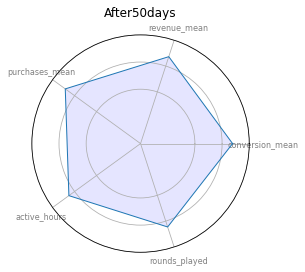 After50days
revenue_mean
purchases_mean
conversion_mean
active_hours
rounds_played